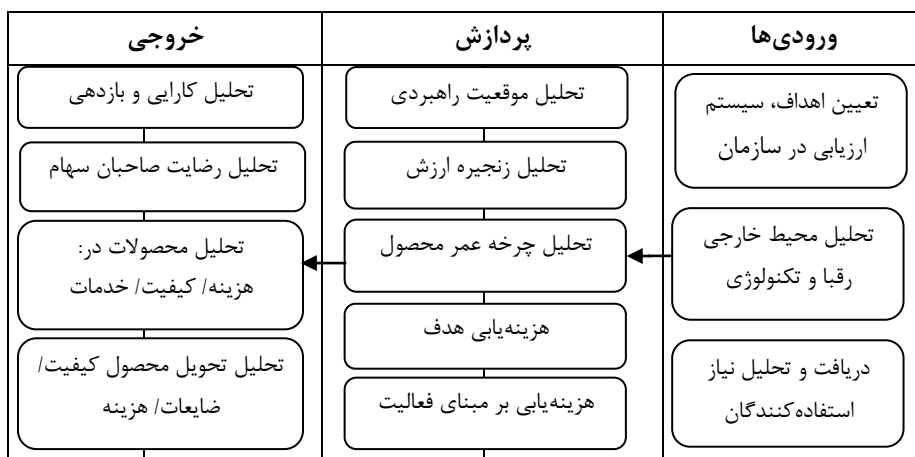 ورودی‌ها
پردازش
خروجی
تعیین اهداف، سیستم
ارزیابی در سازمان
تحلیل محیط خارجی
رقبا و تکنولوژی
دریافت و تحلیل نیاز
استفاده‌کنندگان
تحلیل موقعیت راهبردی
تحلیل زنجیره ارزش
تحلیل چرخه عمر محصول
هزینه‌یابی هدف
هزینه‌یابی بر مبنای فعالیت
تحلیل کارایی و بازدهی
تحلیل رضایت صاحبان سهام
تحلیل محصولات در:
هزینه/ کیفیت/ خدمات
تحلیل تحویل محصول کیفیت/
ضایعات/ هزینه